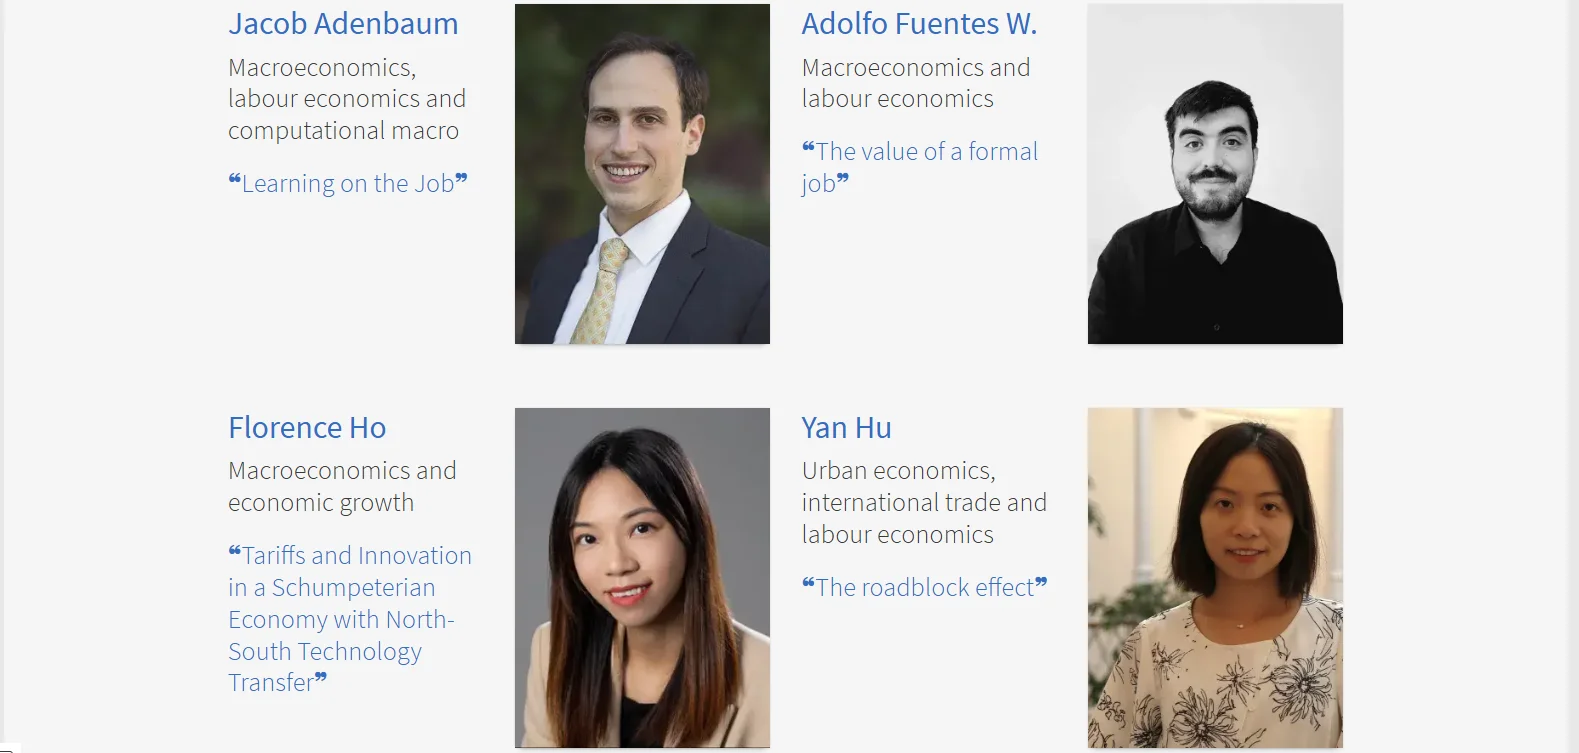 Jacob Adenbaum
Macroeconomics,
labour economics and
computational macro
❝Learning on the Job❞
Adolfo Fuentes W.
Macroeconomics and
labour economics
❝The value of a formal
job❞
Florence Ho
Macroeconomics and
economic growth
❝Tariffs and Innovation
in a Schumpeterian
Economy with North-
South Technology
Transfer❞
Yan Hu
Urban economics,
international trade and
labour economics
❝The roadblock effect❞